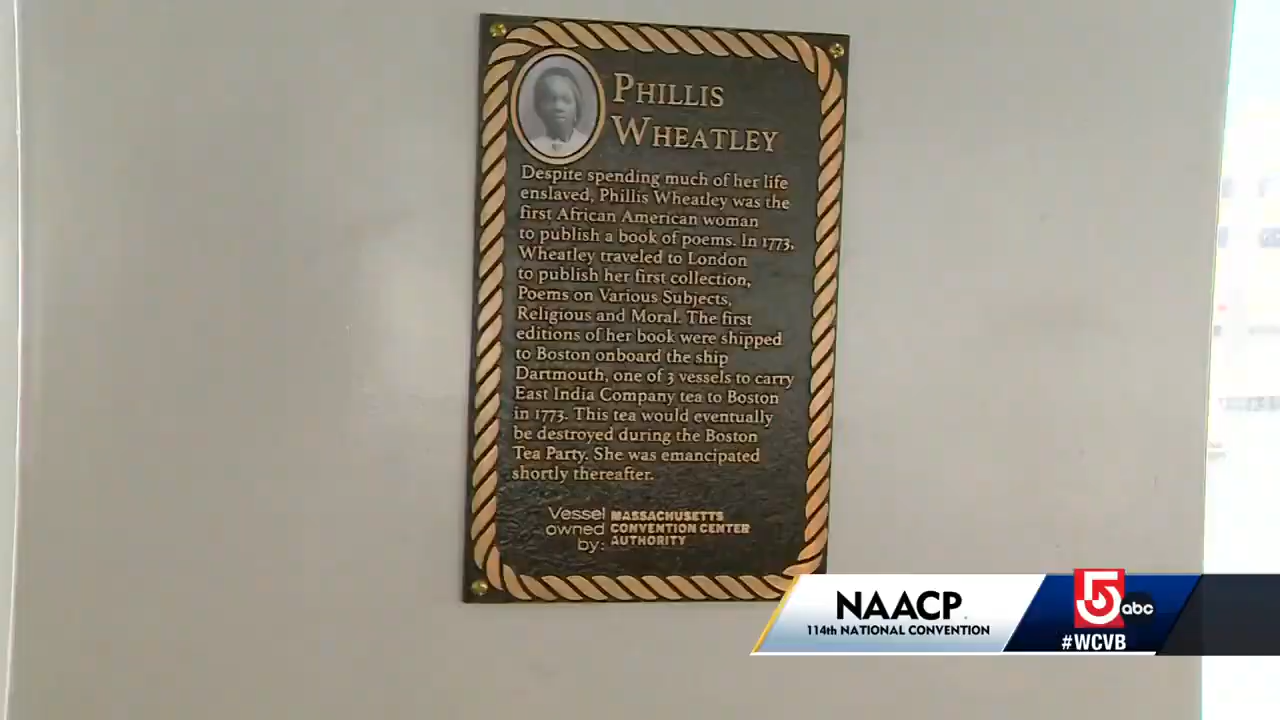 PHILLIS
WHEATLEY
Despite spending much of her life
enslaved, Phillis Wheatley was the
first African American woman
to publish a book of poems. In 1773,
Wheatley traveled to London
to publish her first collection,
Poems on Various Subjects,
Religious and Moral. The first
editions of her book were shipped
to Boston onboard the ship
Dartmouth, one of 3 vessels to carry
East India Company tea to Boston
in 1773. This tea would eventually
be destroyed during the Boston
Tea Party. She was emancipated
shortly thereafter.
Vessel
owned
by:
MASSACHUSETTS
CONVENTION CENTER
AUTHORITY
NAACP
114th NATIONAL CONVENTION
5 abc
#WCVB